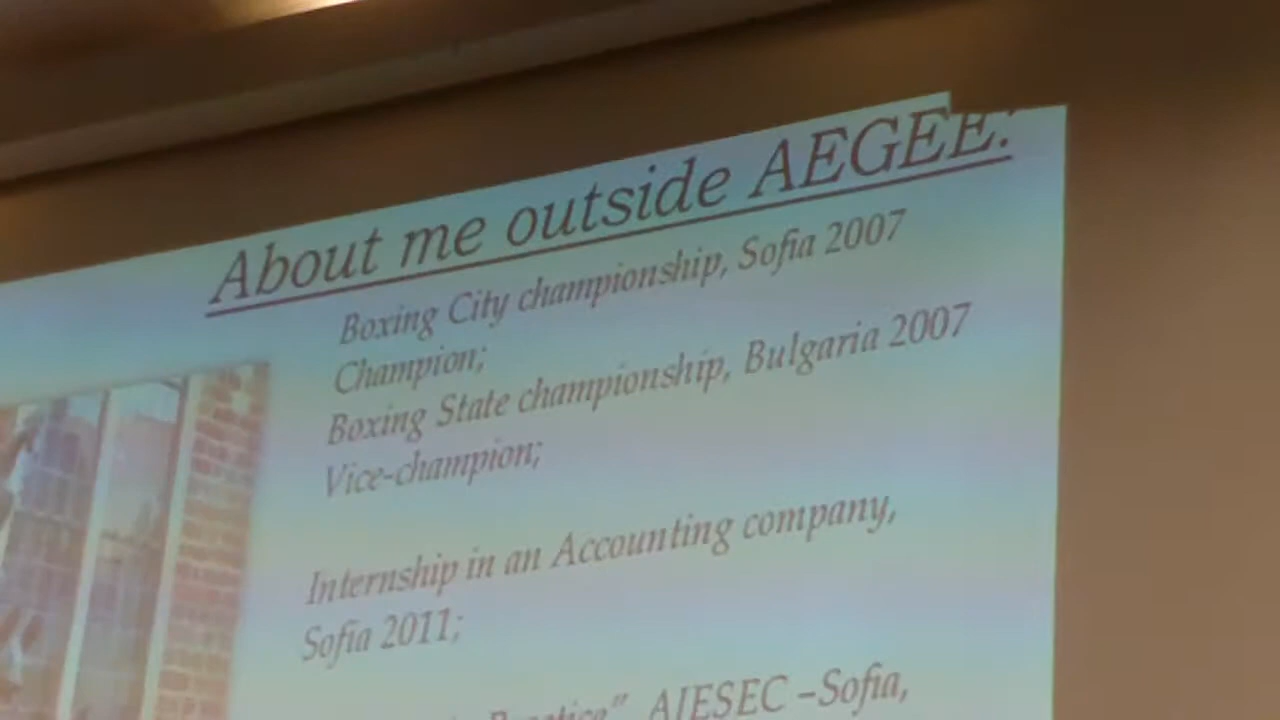 About me outside AEGEE:
Boxing City championship, Sofia 2007
Champion;
Boxing State championship, Bulgaria 2007
Vice-champion;
Internship in an Accounting company,
Sofia 2011;
Practice" AIESEC –Sofia,